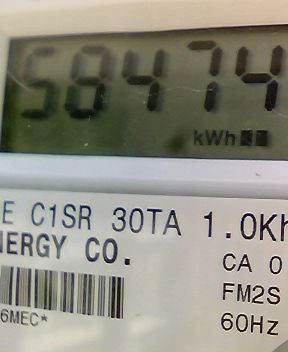 58474
kWh
E C1SR 30TA 1.0Kh
NERGY CO.
CA 0
FM2S
6MEC*
60Hz